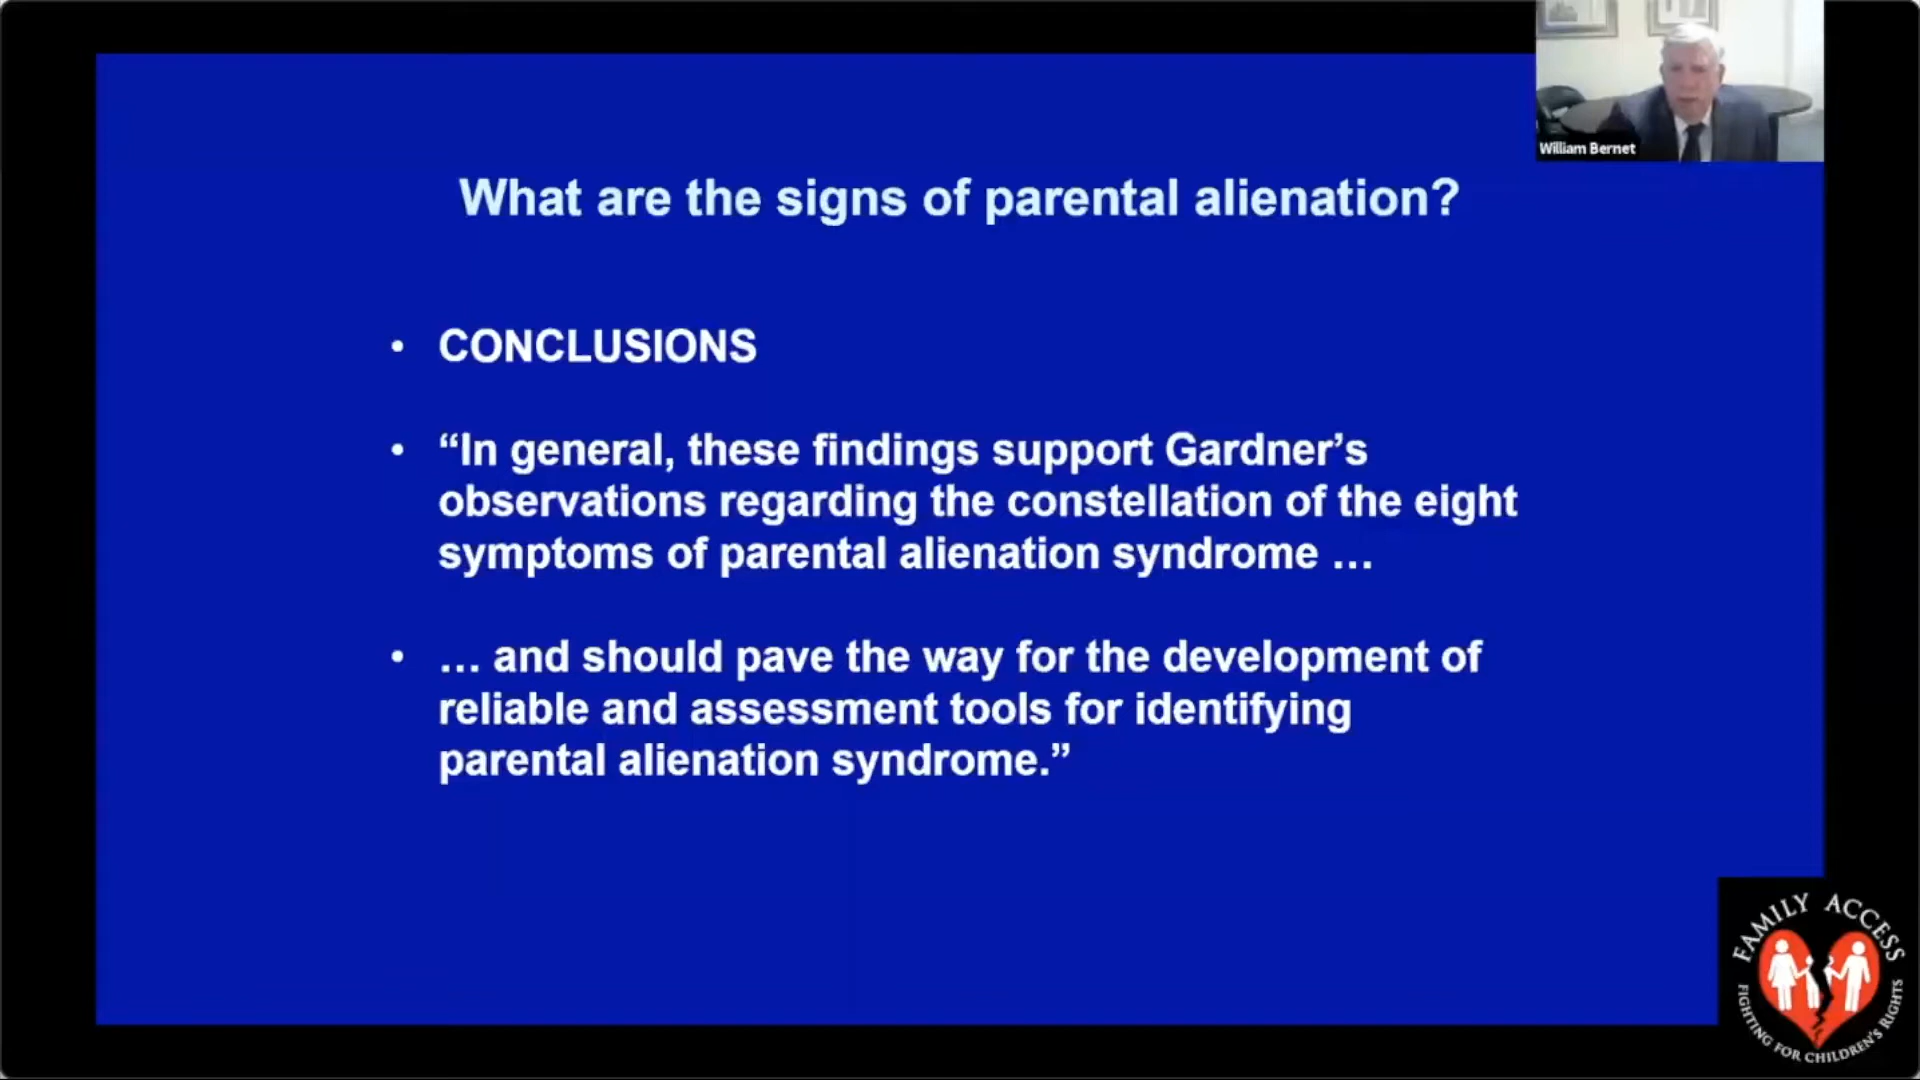 William Bernet
What are the signs of parental alienation?
• CONCLUSIONS
• “In general, these findings support Gardner’s
observations regarding the constellation of the eight
symptoms of parental alienation syndrome …
• … and should pave the way for the development of
reliable and assessment tools for identifying
parental alienation syndrome.”
FAMILY ACCESS
FIGHTING FOR CHILDREN'S RIGHTS